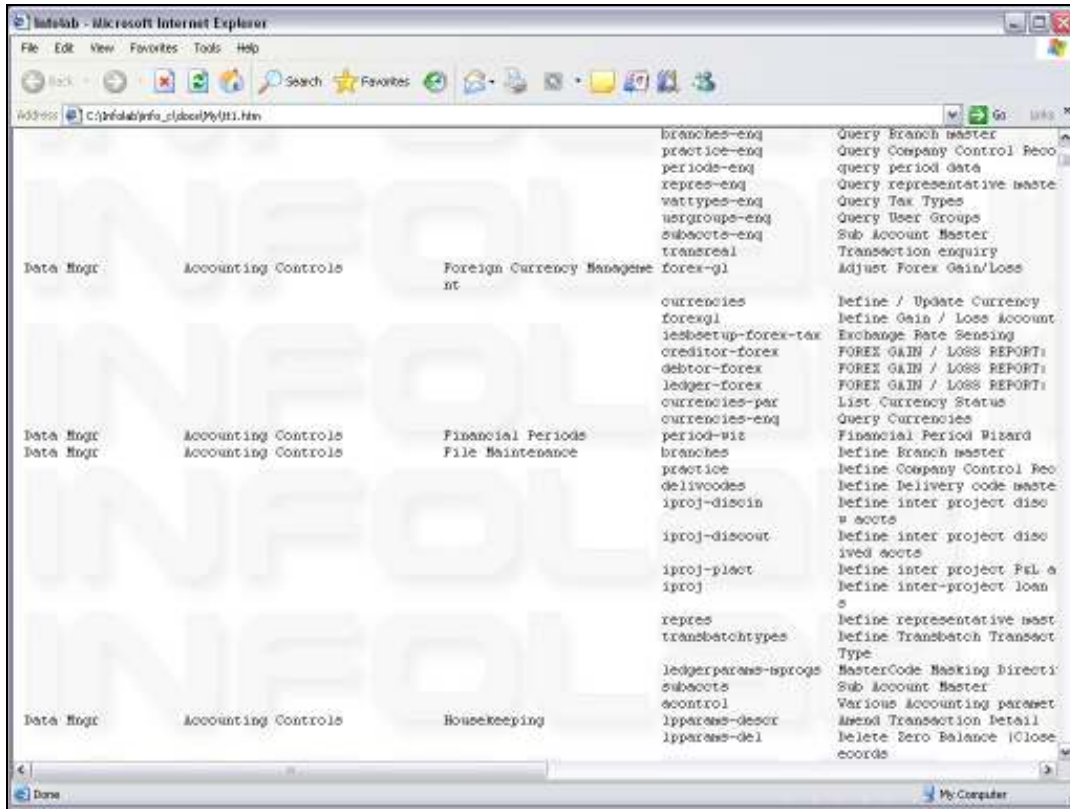 Infolab - Microsoft Internet Explorer
File Edit View Favorites Tools Help
Back Search Favorites
Address C:\Infolab\info_cl\docel\My\tt1.htm Go Links
branches-enq Query Branch master
practice-enq Query Company Control Reco
periods-enq query period data
repres-enq Query representative maste
vattypes-enq Query Tax Types
usrgroups-enq Query User Groups
subaccts-enq Sub Account Master
transreal Transaction enquiry
Data Mngr Accounting Controls Foreign Currency Manageme forex-gl Adjust Forex Gain/Loss
nt
currencies Define / Update Currency
forexgl Define Gain / Loss Account
iesbsetup-forex-tax Exchange Rate Sensing
creditor-forex FOREX GAIN / LOSS REPORT:
debtor-forex FOREX GAIN / LOSS REPORT:
ledger-forex FOREX GAIN / LOSS REPORT:
currencies-par List Currency Status
currencies-enq Query Currencies
Data Mngr Accounting Controls Financial Periods period-wiz Financial Period Wizard
Data Mngr Accounting Controls File Maintenance branches Define Branch master
practice Define Company Control Rec
delivcodes Define Delivery code maste
iproj-discin Define inter project disc
w accts
iproj-discout Define inter project disc
ived accts
iproj-plact Define inter project P&L a
iproj Define inter-project loan
s
repres Define representative mast
transbatchtypes Define Transbatch Transact
Type
ledgerparams-mprogs MasterCode Masking Directi
subaccts Sub Account Master
acontrol Various Accounting paramet
Data Mngr Accounting Controls Housekeeping lpparams-descr Amend Transaction Detail
lpparams-del Delete Zero Balance (Close
ecords
Done My Computer
INFOLAB